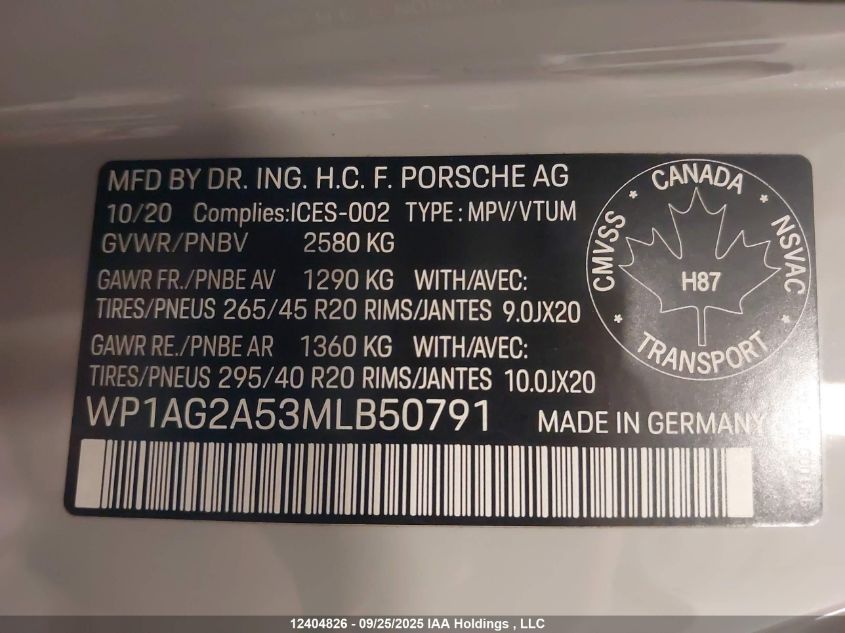 MFD BY DR. ING. H.C. F. PORSCHE AG
10/20 Complies:ICES-002 TYPE : MPV/VTUM
GVWR/PNBV 2580 KG
GAWR FR./PNBE AV 1290 KG WITH/AVEC:
TIRES/PNEUS 265/45 R20 RIMS/JANTES 9.0JX20
GAWR RE./PNBE AR 1360 KG WITH/AVEC:
TIRES/PNEUS 295/40 R20 RIMS/JANTES 10.0JX20
WP1AG2A53MLB50791 MADE IN GERMANY
CANADA
CMVSS
NSVAC
H87
TRANSPORT
12404826 - 09/25/2025 IAA Holdings , LLC